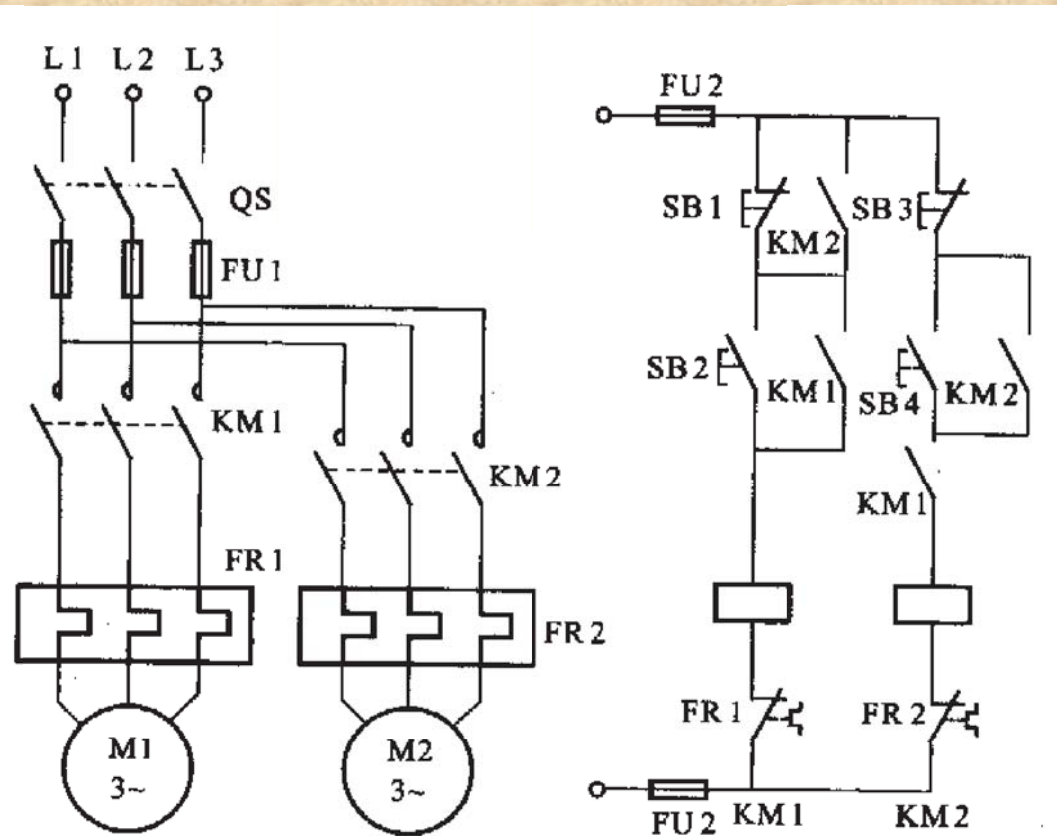 L1 L2 L3
QS
FU1
KM1
KM2
FR1
FR2
M1
3~
M2
3~
FU2
SB1
KM2
SB3
SB2
KM1
SB4
KM2
KM1
FR1
FR2
FU2
KM1
KM2